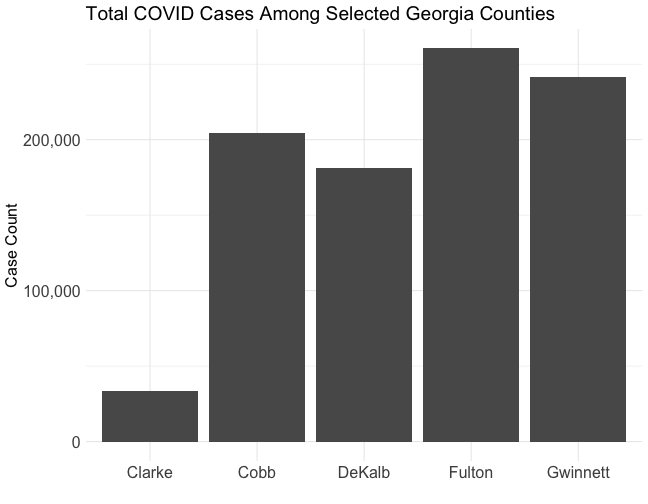 Total COVID Cases Among Selected Georgia Counties
Case Count
200,000
100,000
0
Clarke Cobb DeKalb Fulton Gwinnett